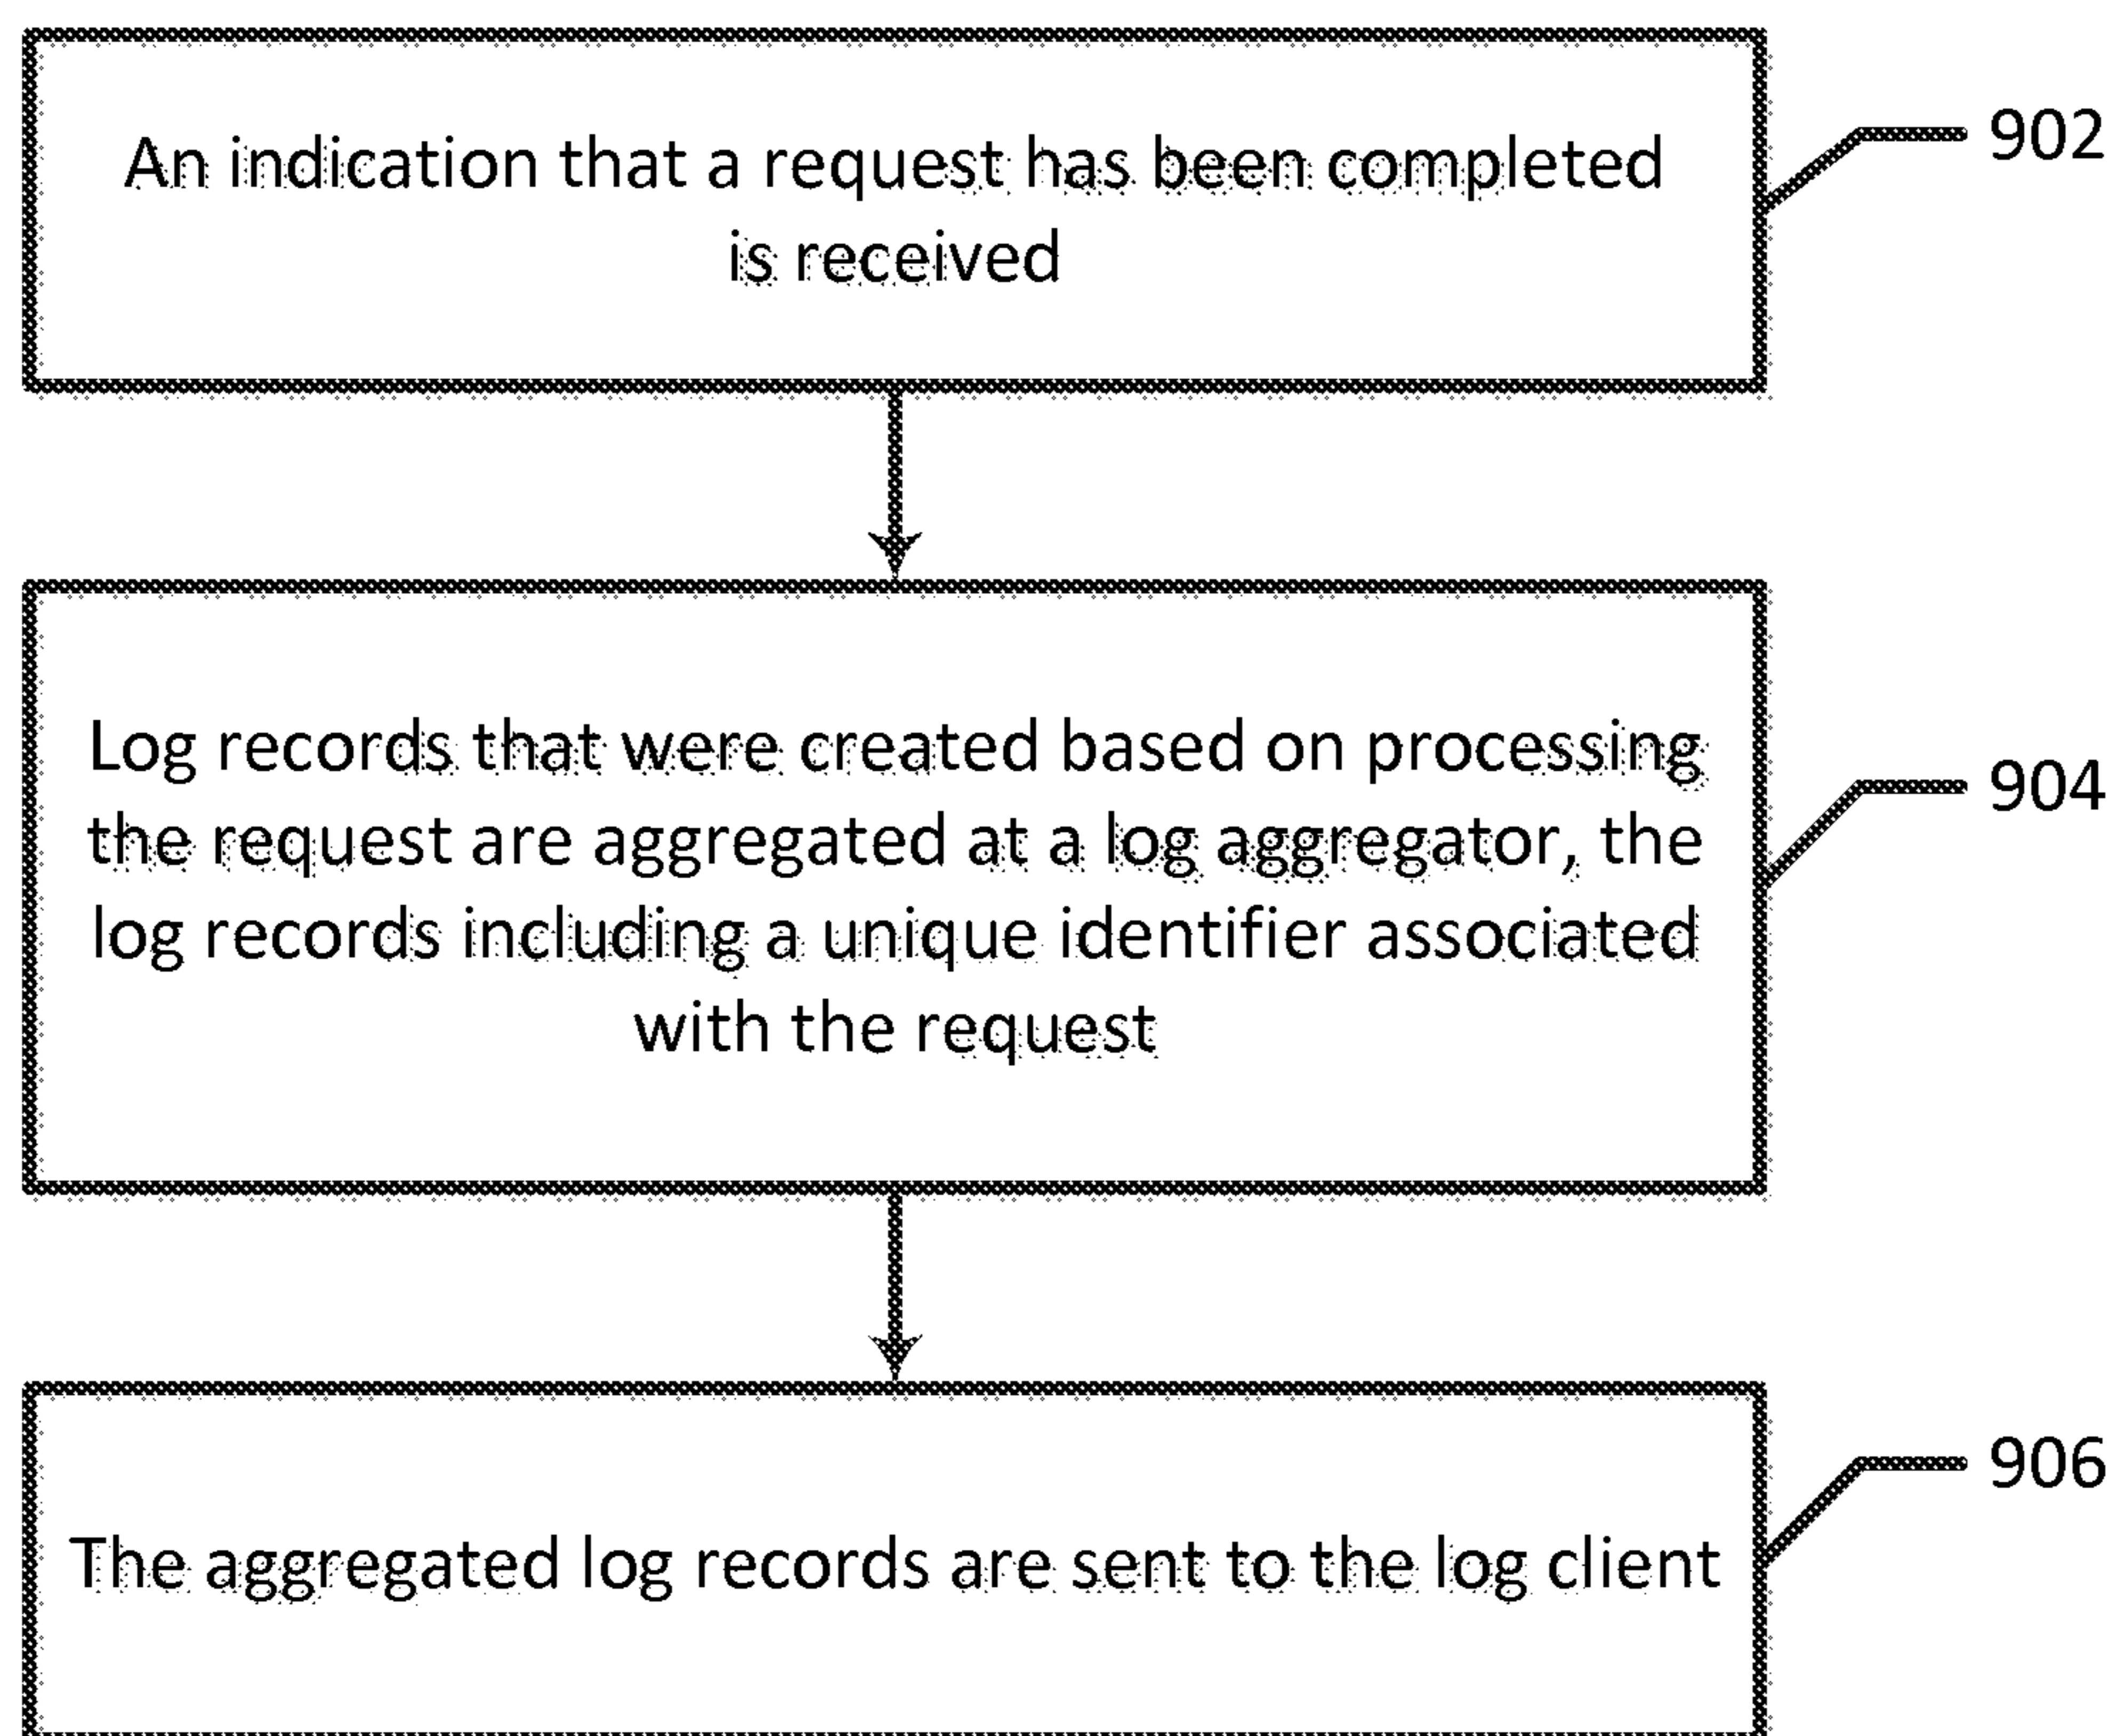 An indication that a request has been completed
is received
902
Log records that were created based on processing
the request are aggregated at a log aggregator, the
log records including a unique identifier associated
with the request
904
The aggregated log records are sent to the log client
906